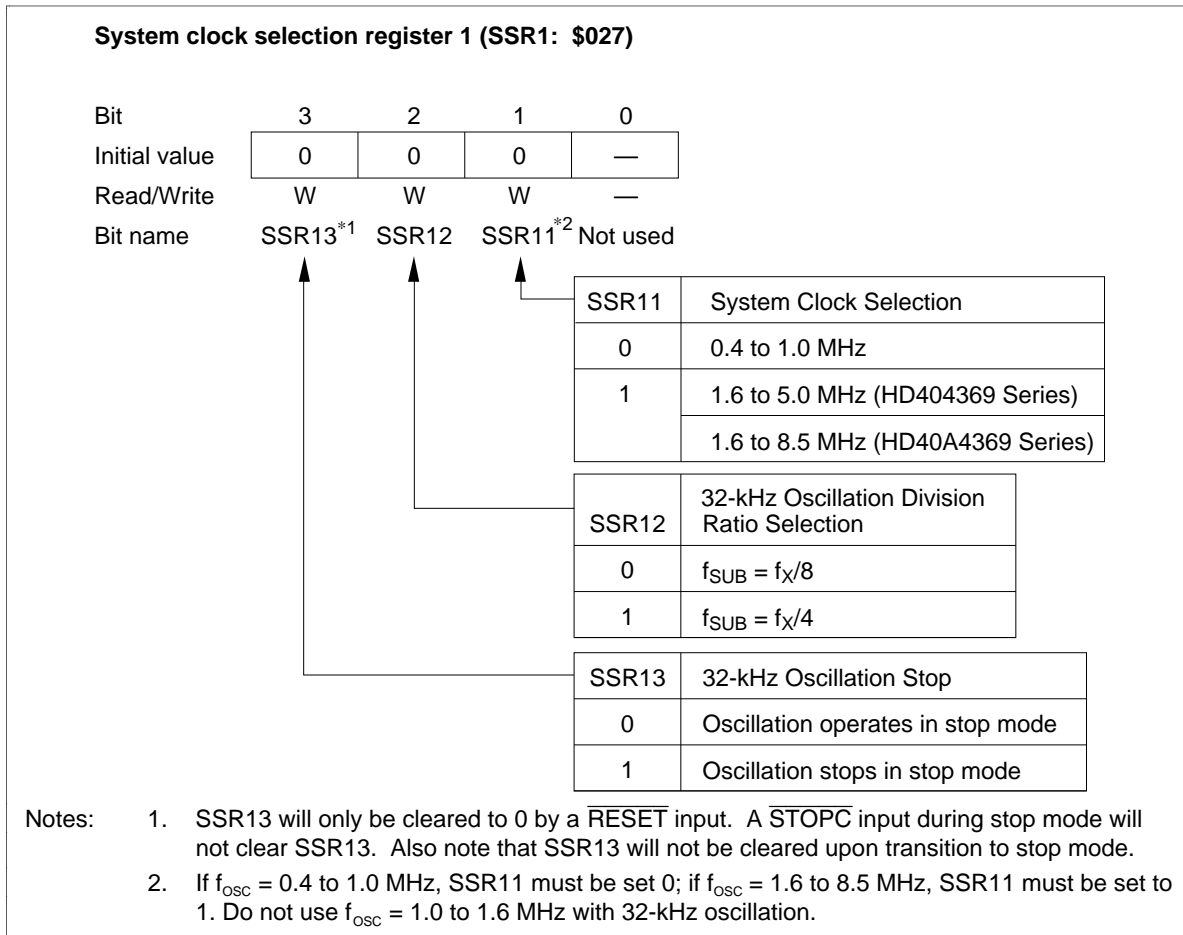 System clock selection register 1 (SSR1: $027)
Bit 3 2 1 0
Initial value 0 0 0 —
Read/Write W W W —
Bit name SSR13*1 SSR12 SSR11*2 Not used
SSR11 System Clock Selection
0 0.4 to 1.0 MHz
1 1.6 to 5.0 MHz (HD404369 Series)
1.6 to 8.5 MHz (HD40A4369 Series)
32-kHz Oscillation Division
SSR12 Ratio Selection
0 fSUB = fX/8
1 fSUB = fX/4
SSR13 32-kHz Oscillation Stop
0 Oscillation operates in stop mode
1 Oscillation stops in stop mode
Notes: 1. SSR13 will only be cleared to 0 by a RESET input. A STOPC input during stop mode will
not clear SSR13. Also note that SSR13 will not be cleared upon transition to stop mode.
2. If fOSC = 0.4 to 1.0 MHz, SSR11 must be set 0; if fOSC = 1.6 to 8.5 MHz, SSR11 must be set to
1. Do not use fOSC = 1.0 to 1.6 MHz with 32-kHz oscillation.